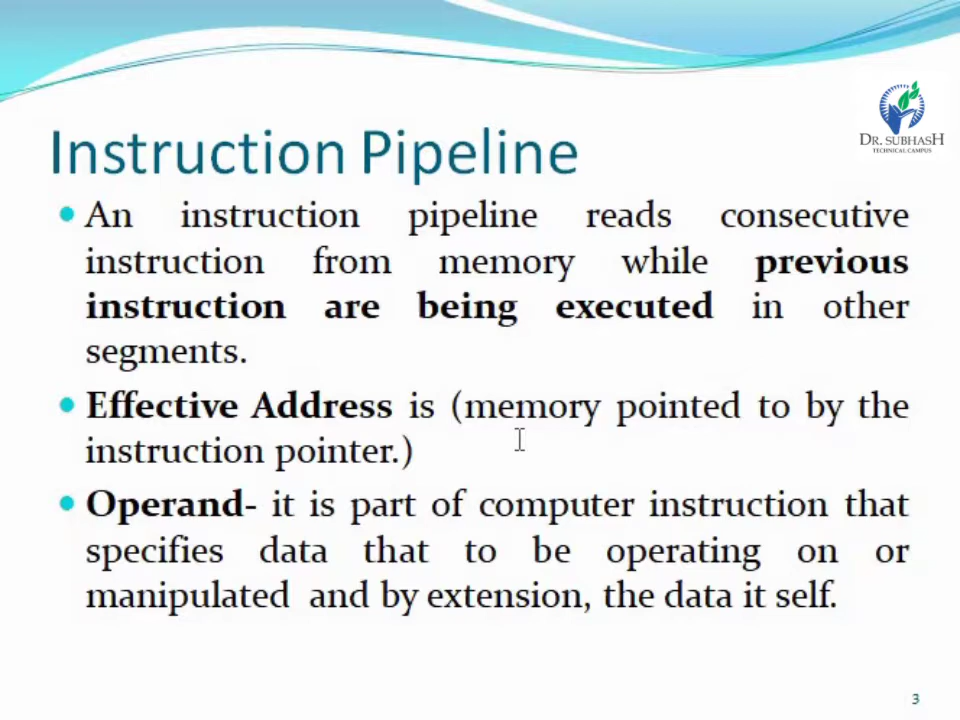 DR. SUBHASH
TECHNICAL CAMPUS
Instruction Pipeline
An instruction pipeline reads consecutive
instruction from memory while previous
instruction are being executed in other
segments.
Effective Address is (memory pointed to by the
instruction pointer.)
Operand- it is part of computer instruction that
specifies data that to be operating on or
manipulated and by extension, the data it self.
3